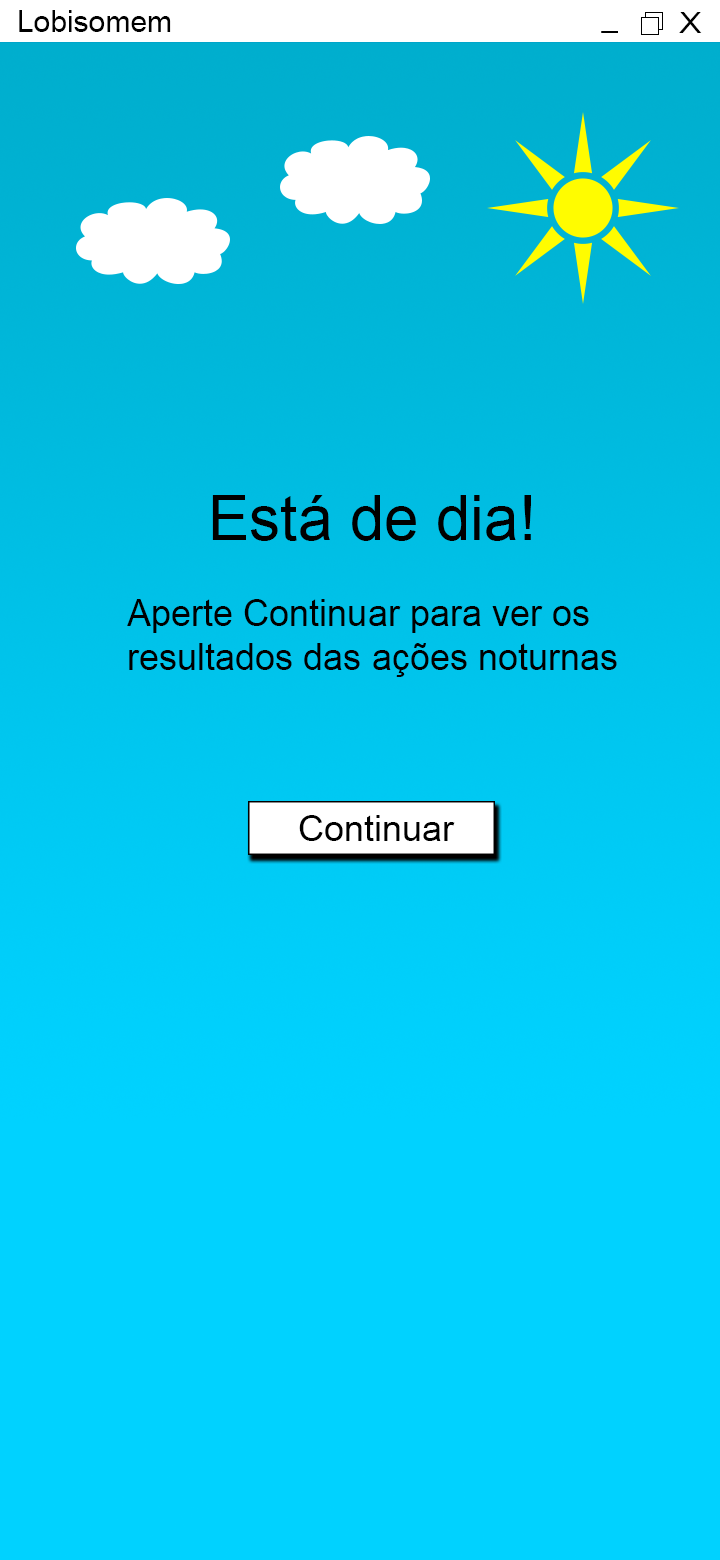 Lobisomem
Está de dia!
Aperte Continuar para ver os
resultados das ações noturnas
Continuar